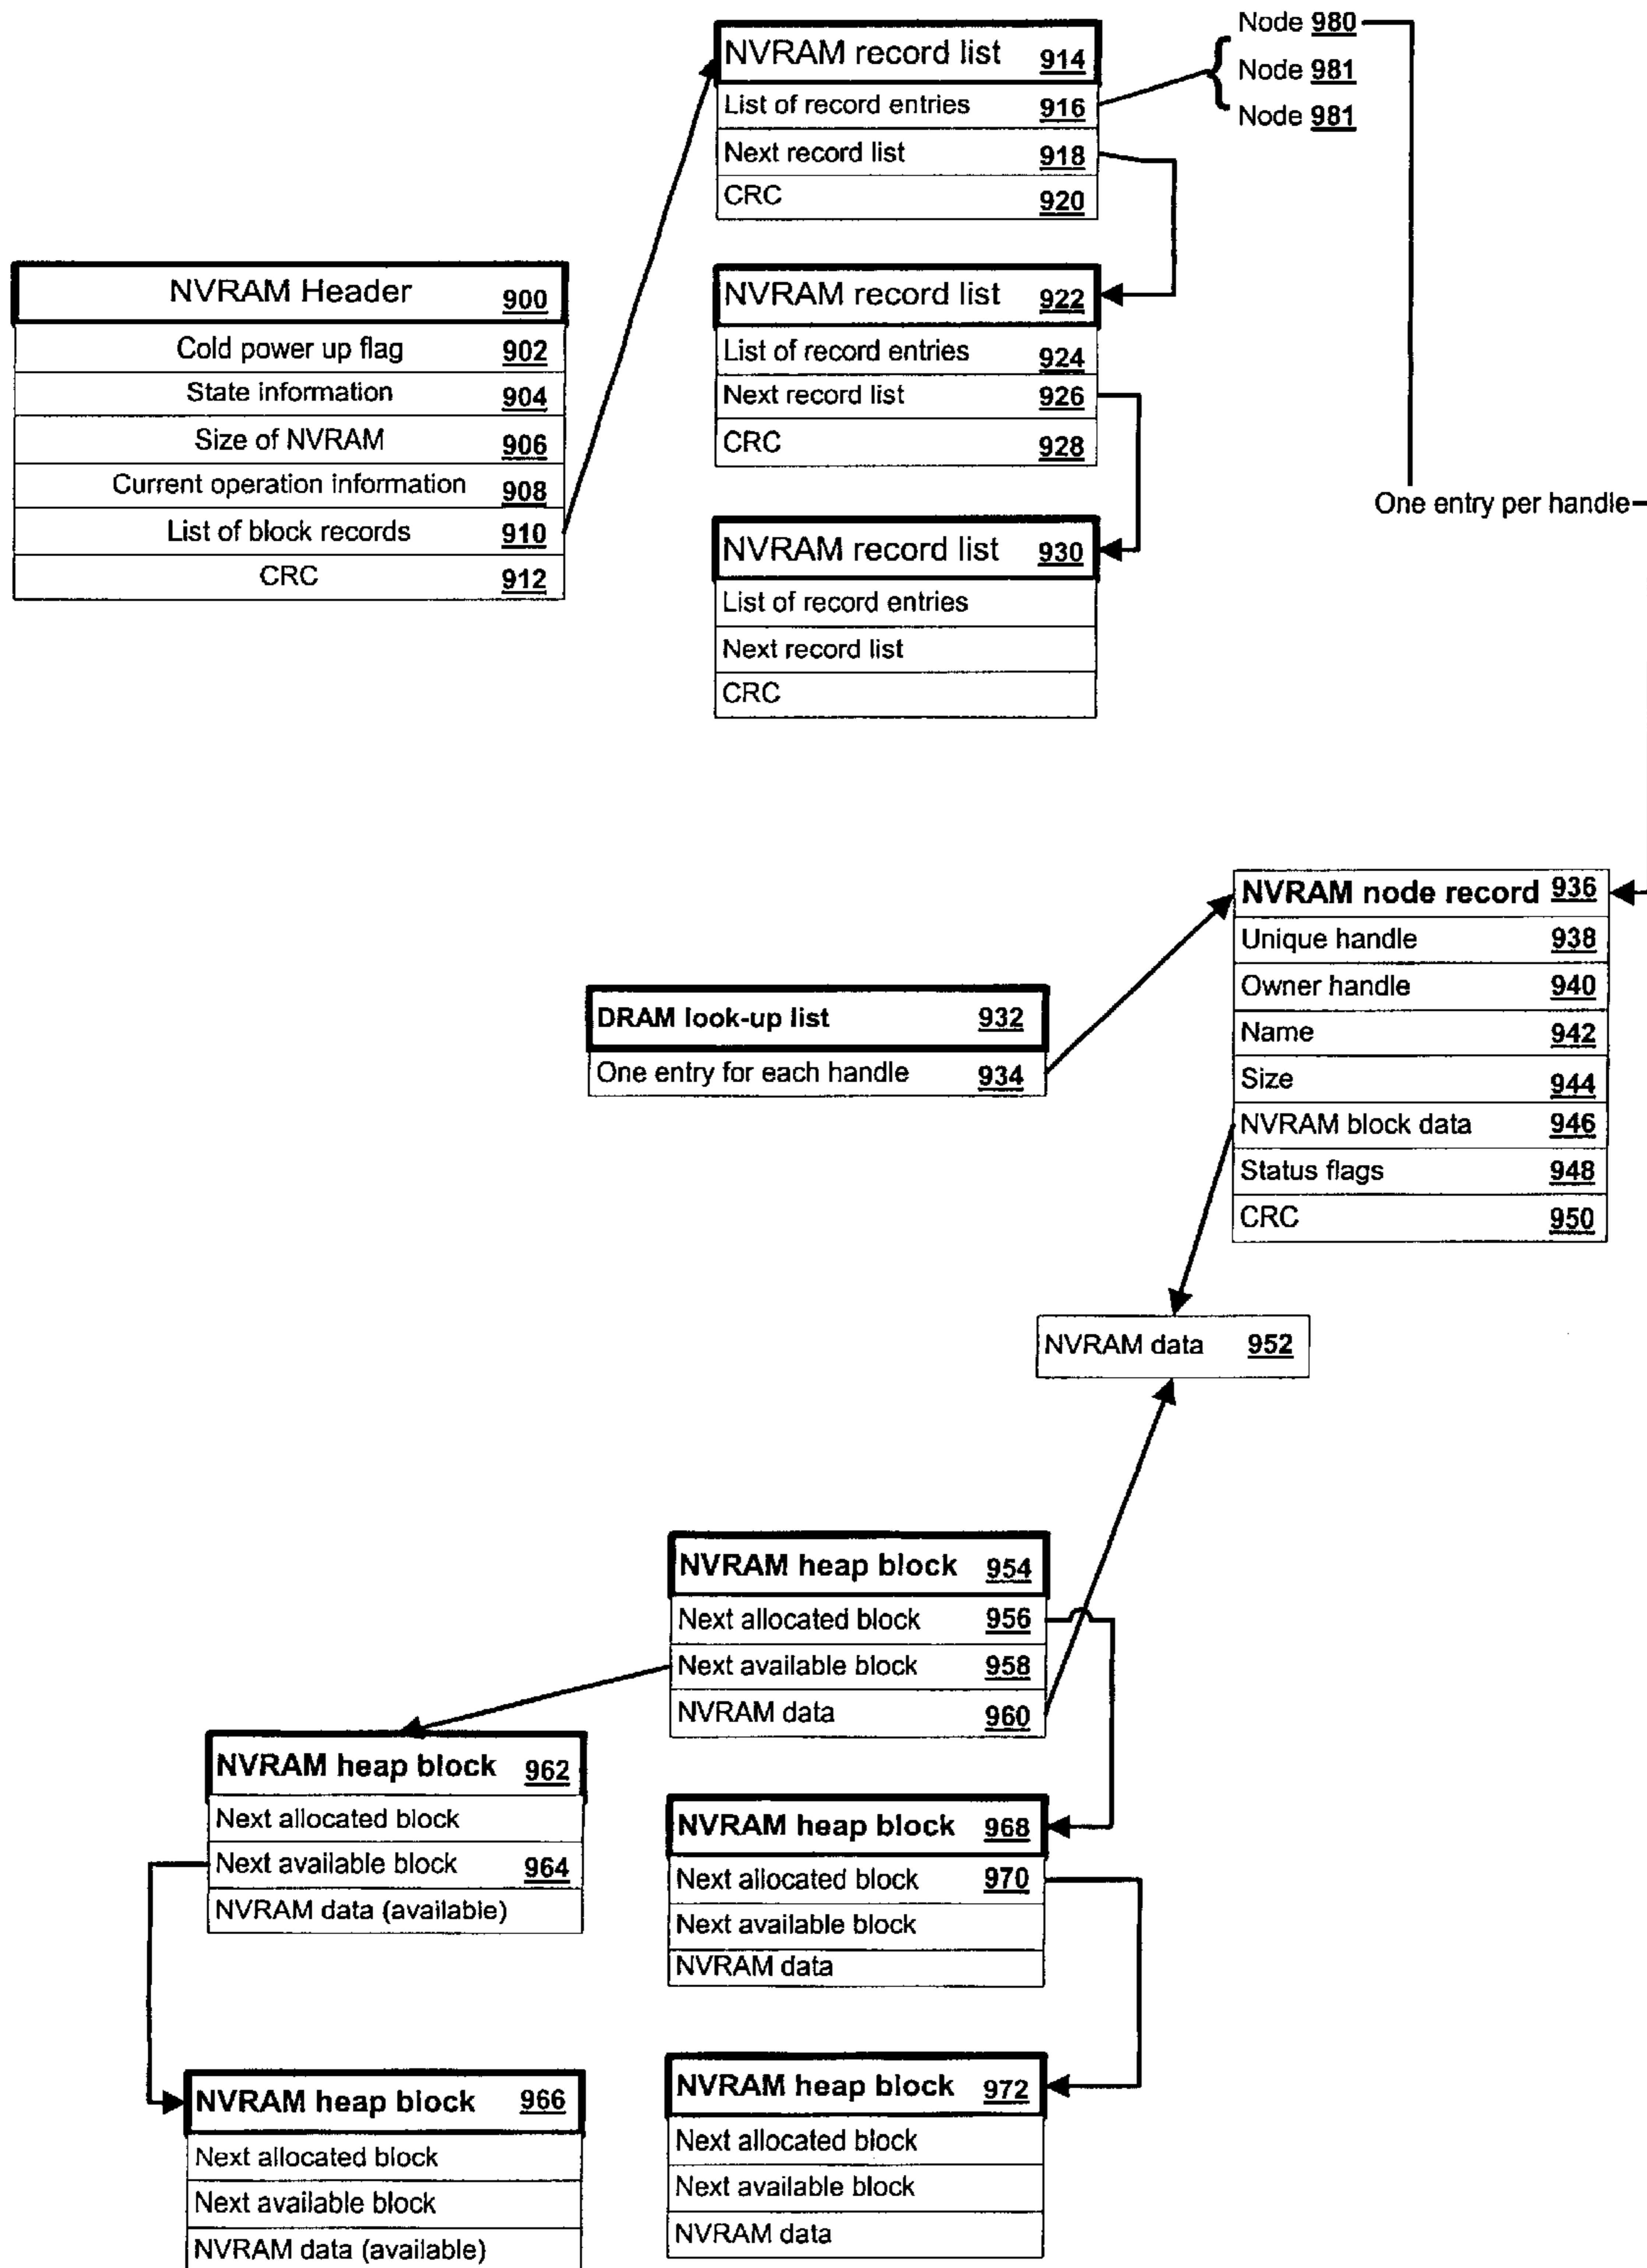 NVRAM record list 914
List of record entries 916
Next record list 918
CRC 920
Node 980
Node 981
Node 981
NVRAM Header 900
Cold power up flag 902
State information 904
Size of NVRAM 906
Current operation information 908
List of block records 910
CRC 912
NVRAM record list 922
List of record entries 924
Next record list 926
CRC 928
NVRAM record list 930
List of record entries
Next record list
CRC
One entry per handle
NVRAM node record 936
Unique handle 938
Owner handle 940
Name 942
Size 944
NVRAM block data 946
Status flags 948
CRC 950
DRAM look-up list 932
One entry for each handle 934
NVRAM data 952
NVRAM heap block 954
Next allocated block 956
Next available block 958
NVRAM data 960
NVRAM heap block 962
Next allocated block
Next available block 964
NVRAM data (available)
NVRAM heap block 968
Next allocated block 970
Next available block
NVRAM data
NVRAM heap block 966
Next allocated block
Next available block
NVRAM data (available)
NVRAM heap block 972
Next allocated block
Next available block
NVRAM data